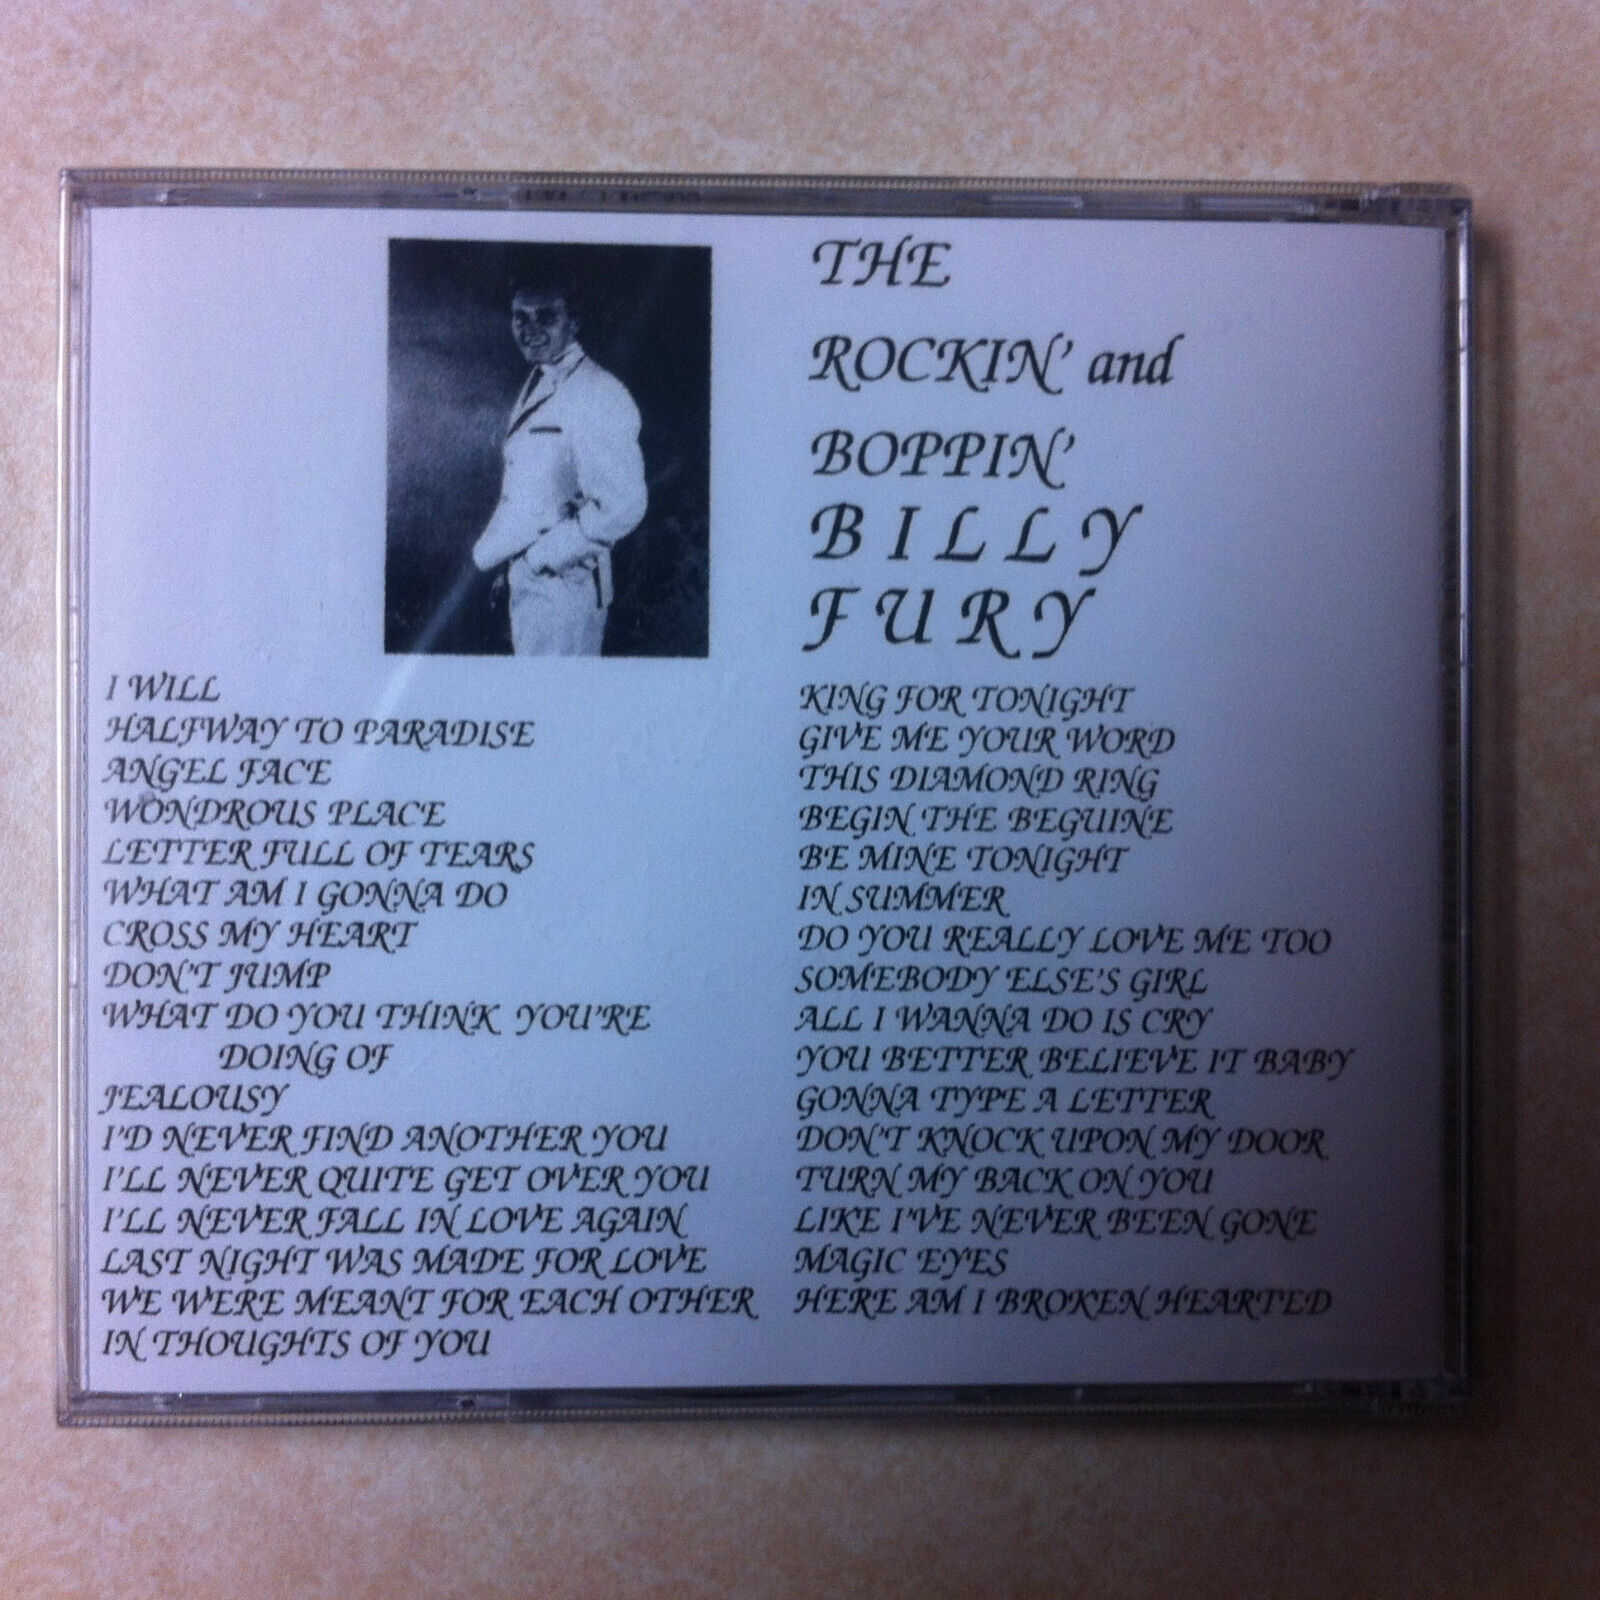 THE
ROCKIN' and
BOPPIN'
BILLY
FURY
I WILL
HALFWAY TO PARADISE
ANGEL FACE
WONDROUS PLACE
LETTER FULL OF TEARS
WHAT AM I GONNA DO
CROSS MY HEART
DON'T JUMP
WHAT DO YOU THINK YOU'RE
DOING OF
JEALOUSY
I'D NEVER FIND ANOTHER YOU
I'LL NEVER QUITE GET OVER YOU
I'LL NEVER FALL IN LOVE AGAIN
LAST NIGHT WAS MADE FOR LOVE
WE WERE MEANT FOR EACH OTHER
IN THOUGHTS OF YOU
KING FOR TONIGHT
GIVE ME YOUR WORD
THIS DIAMOND RING
BEGIN THE BEGUINE
BE MINE TONIGHT
IN SUMMER
DO YOU REALLY LOVE ME TOO
SOMEBODY ELSE'S GIRL
ALL I WANNA DO IS CRY
YOU BETTER BELIEVE IT BABY
GONNA TYPE A LETTER
DON'T KNOCK UPON MY DOOR
TURN MY BACK ON YOU
LIKE I'VE NEVER BEEN GONE
MAGIC EYES
HERE AM I BROKEN HEARTED